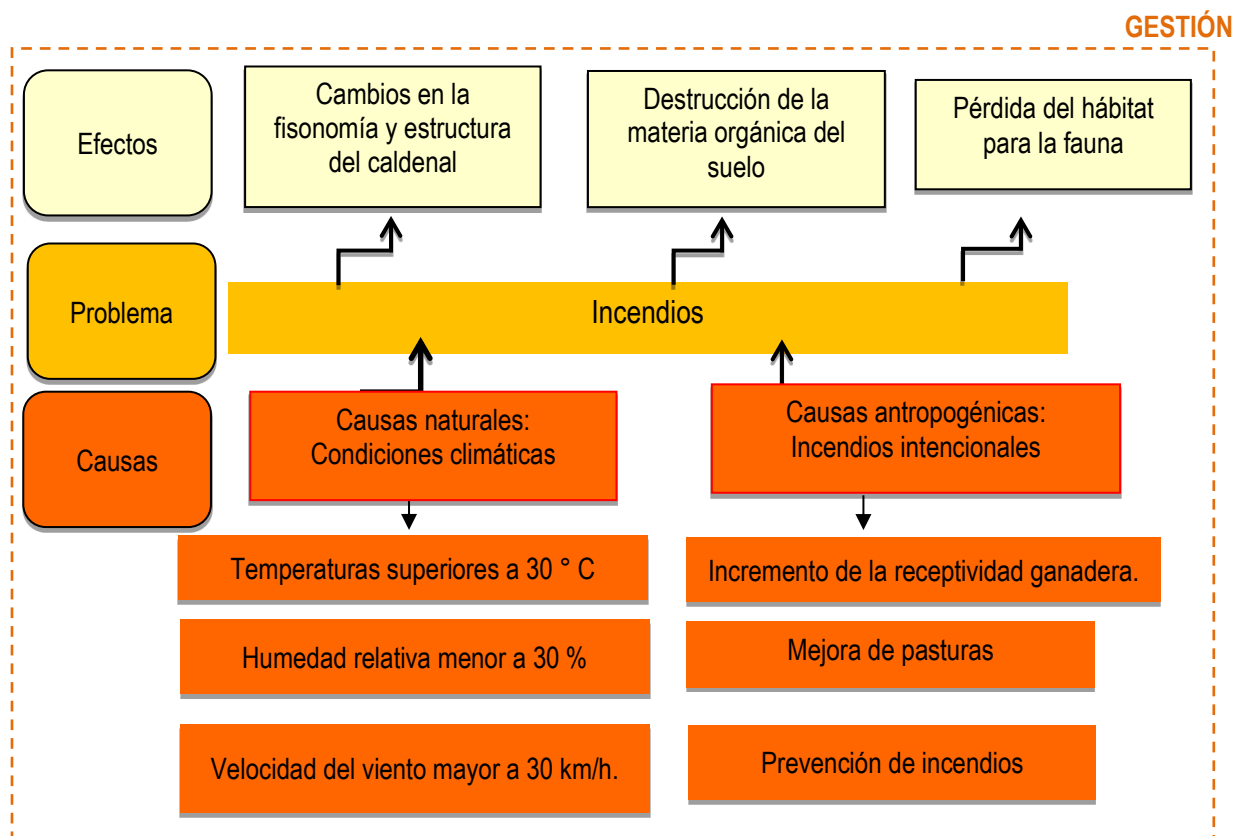 GESTIÓN
Efectos
Cambios en la
fisonomía y estructura
del caldenal
Destrucción de la
materia orgánica del
suelo
Pérdida del hábitat
para la fauna
Problema
Incendios
Causas
Causas naturales:
Condiciones climáticas
Causas antropogénicas:
Incendios intencionales
Temperaturas superiores a 30 ° C
Incremento de la receptividad ganadera.
Humedad relativa menor a 30 %
Mejora de pasturas
Velocidad del viento mayor a 30 km/h.
Prevención de incendios